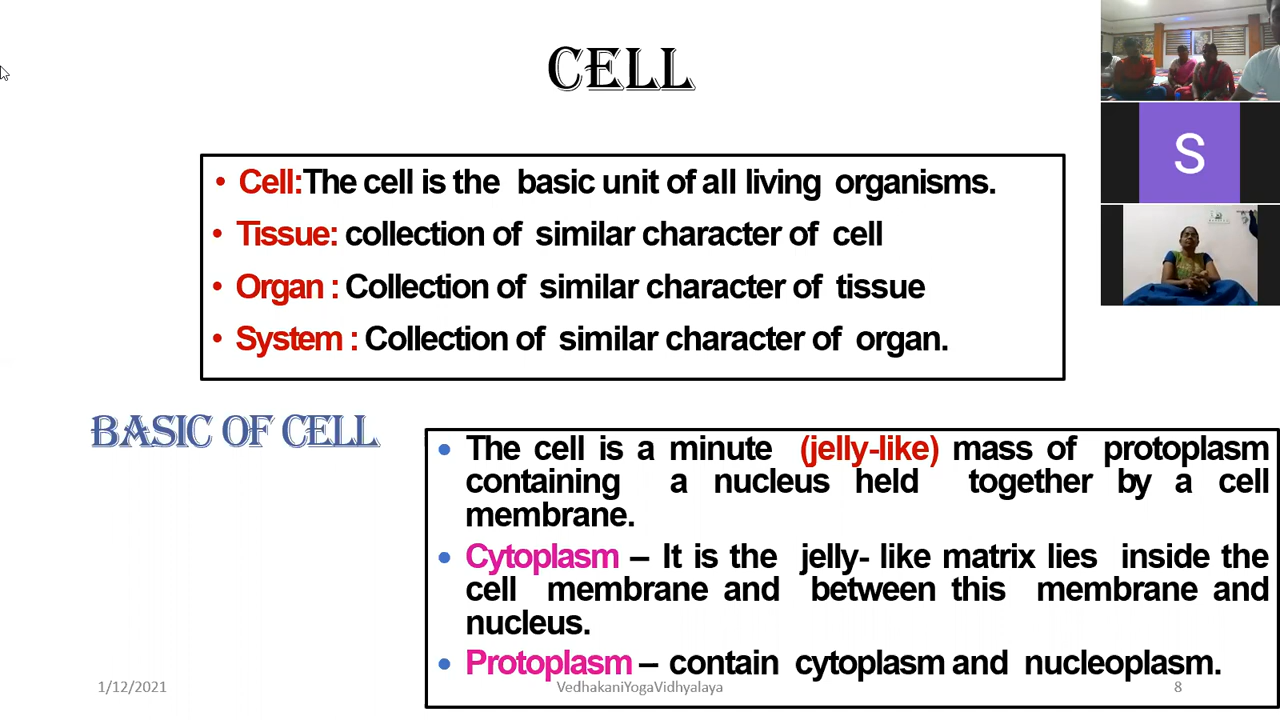 CELL
S
• Cell:The cell is the basic unit of all living organisms.
• Tissue: collection of similar character of cell
• Organ : Collection of similar character of tissue
• System : Collection of similar character of organ.
BASIC OF CELL
• The cell is a minute (jelly-like) mass of protoplasm
containing a nucleus held together by a cell
membrane.
• Cytoplasm – It is the jelly- like matrix lies inside the
cell membrane and between this membrane and
nucleus.
• Protoplasm – contain cytoplasm and nucleoplasm.
1/12/2021
VedhakaniYogaVidhyalaya
8